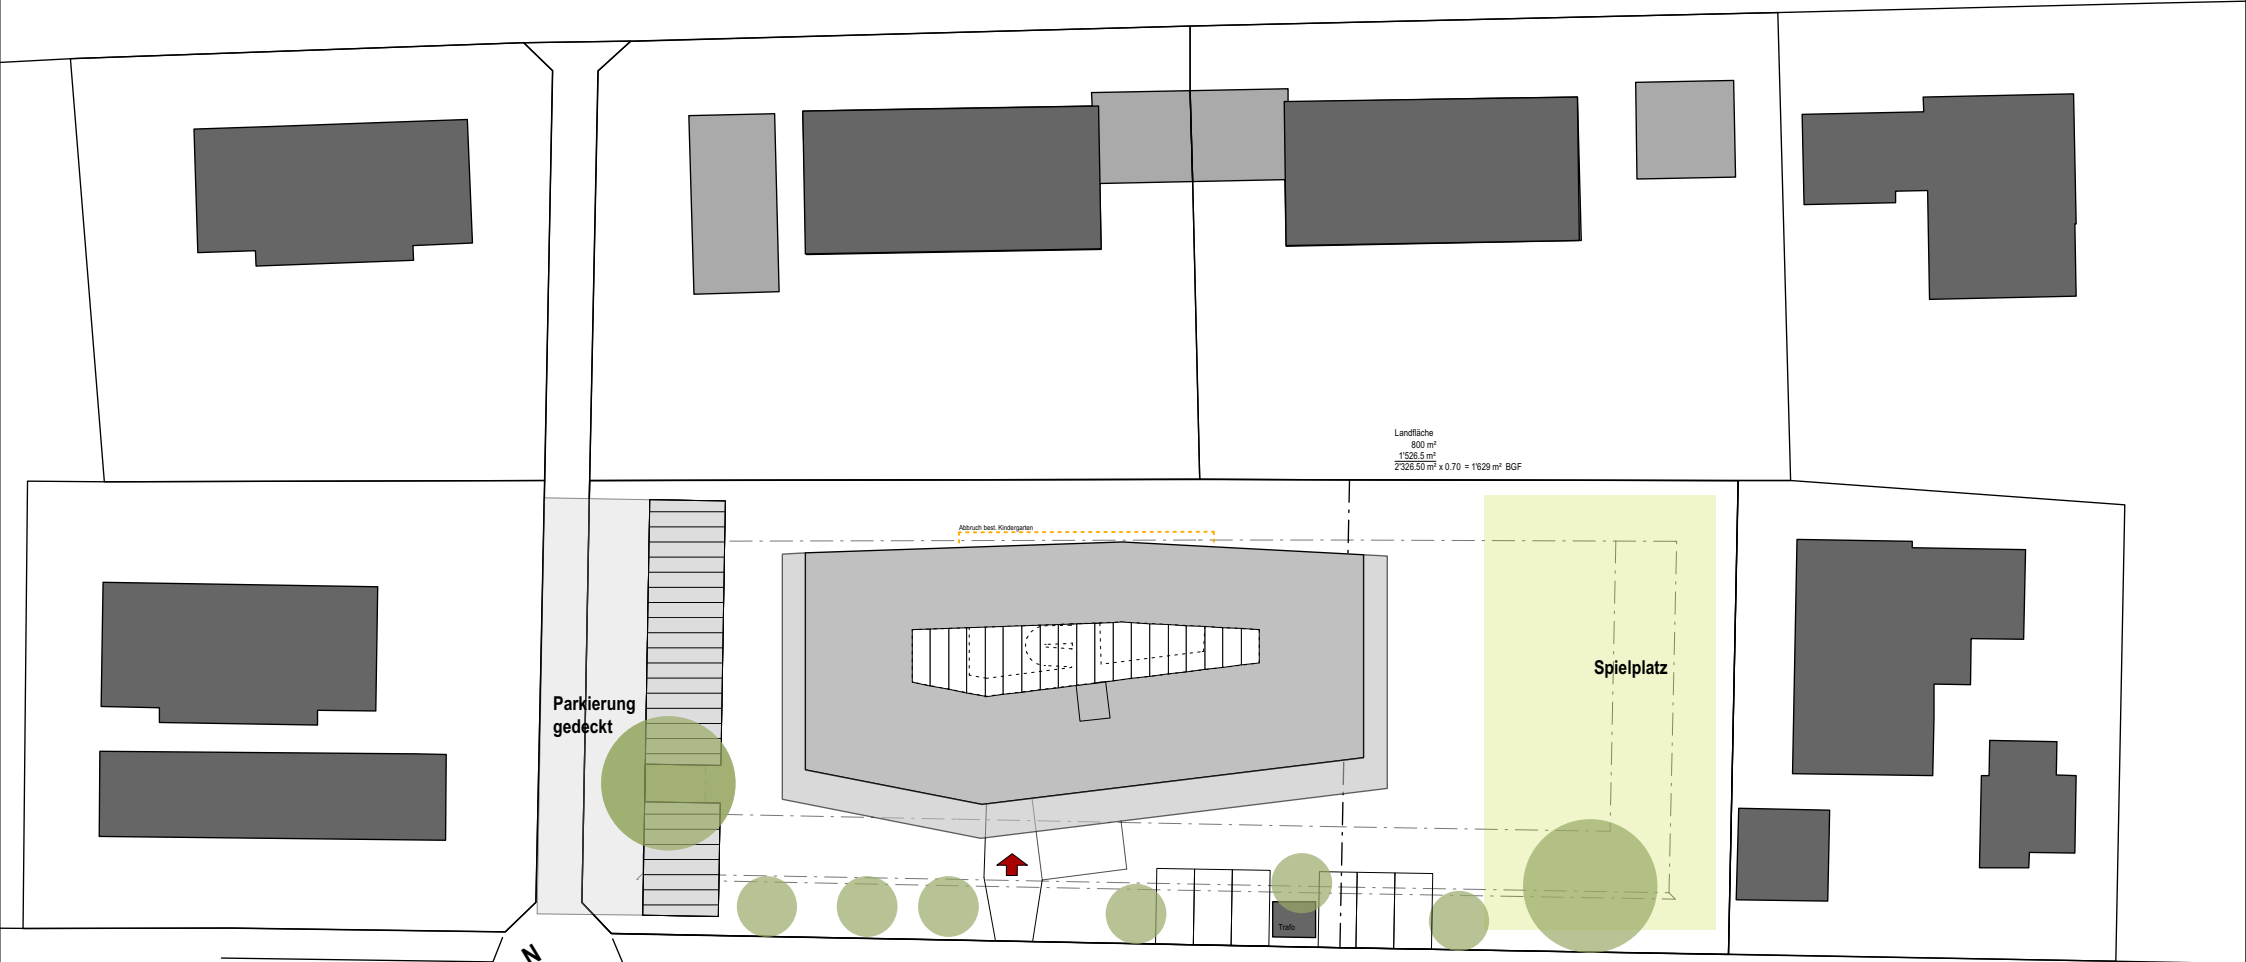 Landfläche
800 m²
1'526.5 m²
2'326.50 m² x 0.70 = 1'629 m² BGF
Abbruch best. Kindergarten
Spielplatz
Parkierung
gedeckt
Trafo
N